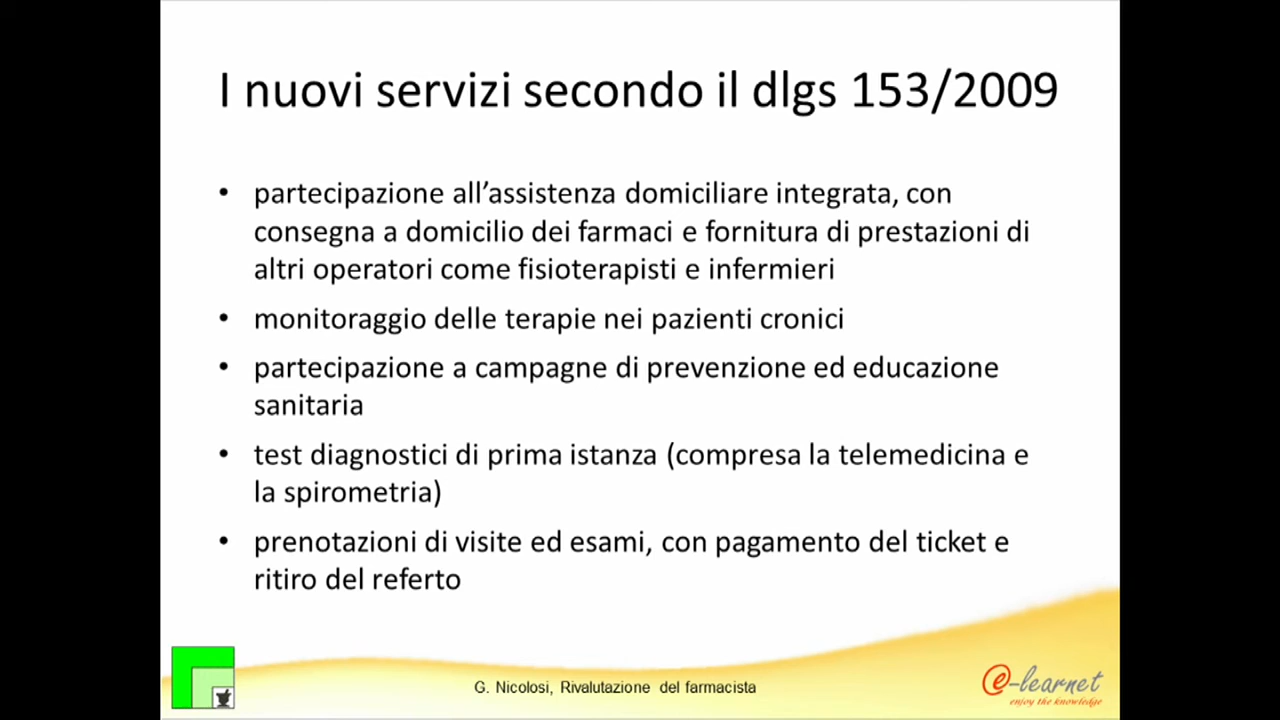 I nuovi servizi secondo il dlgs 153/2009
• partecipazione all’assistenza domiciliare integrata, con
consegna a domicilio dei farmaci e fornitura di prestazioni di
altri operatori come fisioterapisti e infermieri
• monitoraggio delle terapie nei pazienti cronici
• partecipazione a campagne di prevenzione ed educazione
sanitaria
• test diagnostici di prima istanza (compresa la telemedicina e
la spirometria)
• prenotazioni di visite ed esami, con pagamento del ticket e
ritiro del referto
G. Nicolosi, Rivalutazione del farmacista
e-learnet
enjoy the knowledge